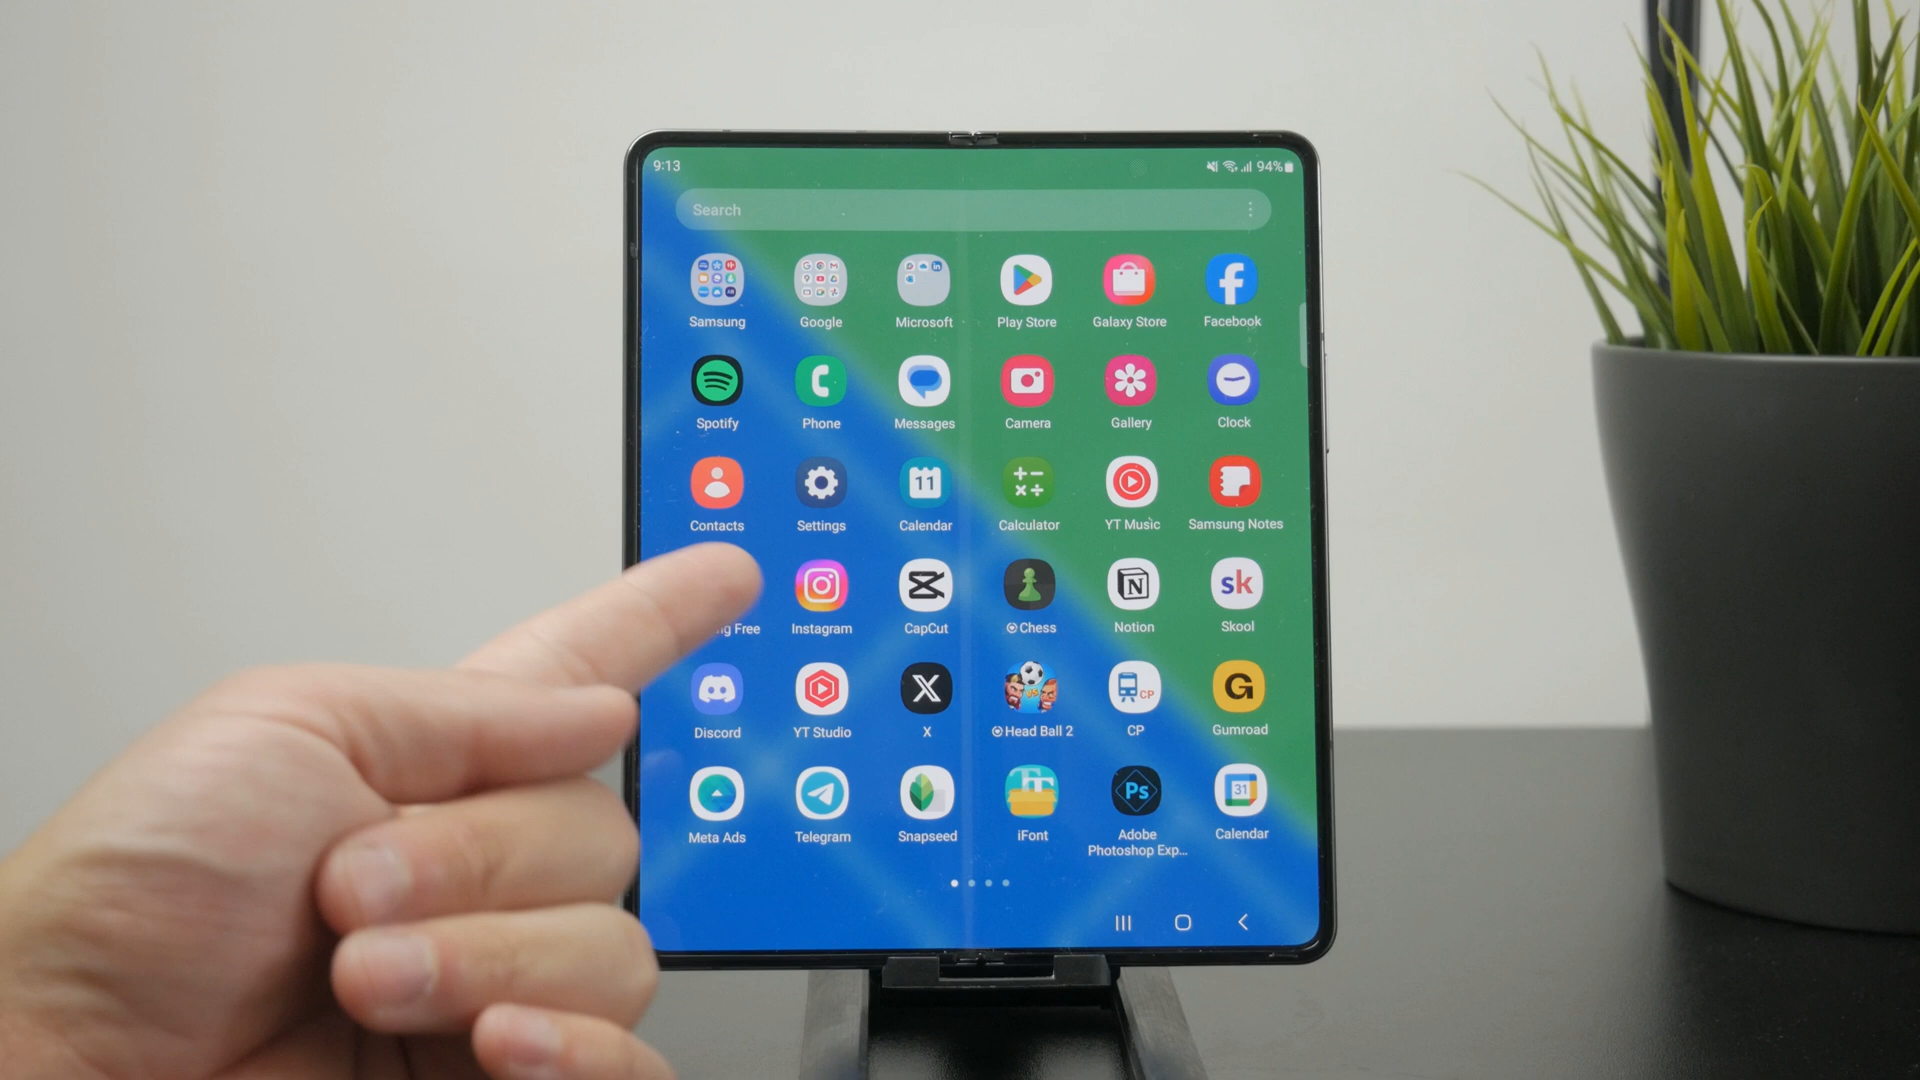 9:13
94%
Search
Samsung
Google
Microsoft
Play Store
Galaxy Store
Facebook
Spotify
Phone
Messages
Camera
Gallery
Clock
11
Contacts
Settings
Calendar
Calculator
YT Music
Samsung Notes
N
sk
Free
Instagram
CapCut
Chess
Notion
Skool
X
CP
G
Discord
YT Studio
X
Head Ball 2
CP
Gumroad
Ps
31
Meta Ads
Telegram
Snapseed
iFont
Adobe
Photoshop Exp...
Calendar